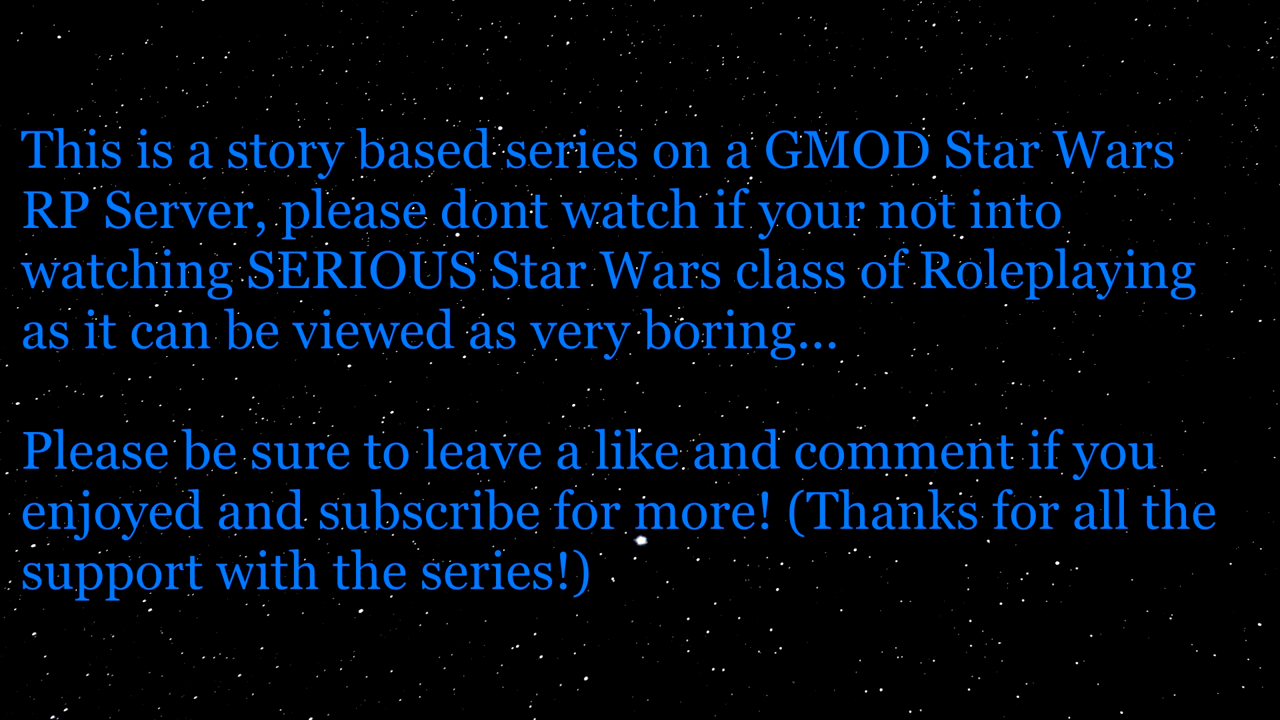 This is a story based series on a GMOD Star Wars
RP Server, please dont watch if your not into
watching SERIOUS Star Wars class of Roleplaying
as it can be viewed as very boring...
Please be sure to leave a like and comment if you
enjoyed and subscribe for more! (Thanks for all the
support with the series!)